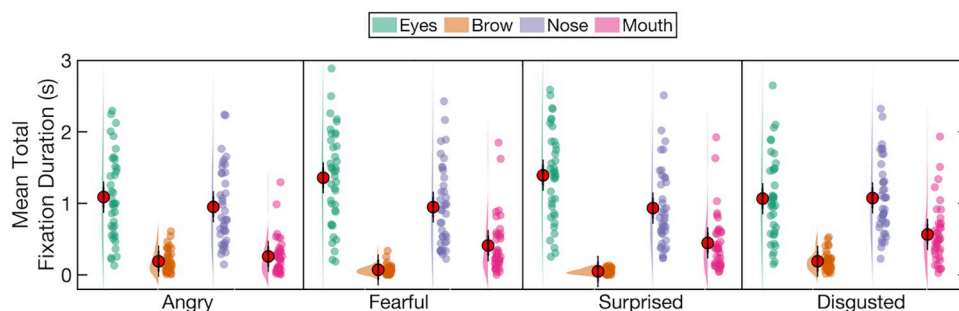 Eyes Brow Nose Mouth
Mean Total
Fixation Duration (s)
3
2
1
0
Angry Fearful Surprised Disgusted